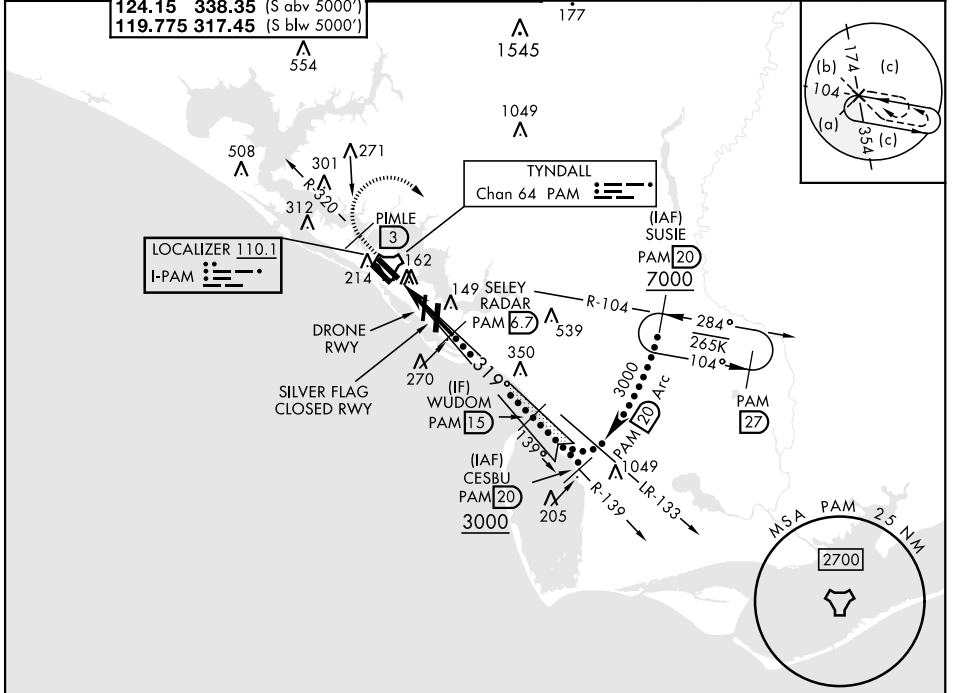 124.15 338.35 (S abv 5000')
119.775 317.45 (S blw 5000')
177
554
1545
1049
508
301
271
R-320
312
PIMLE
3
TYNDALL
Chan 64 PAM
174
(b)
(c)
104
(a)
(c)
354
LOCALIZER 110.1
I-PAM
214
162
(IAF)
SUSIE
PAM 20
7000
149
SELEY
RADAR
PAM 6.7
R-104
284°
265K
104°
539
DRONE
RWY
270
319°
350
3000
SILVER FLAG
CLOSED RWY
(IF)
WUDOM
PAM 15
139°
PAM 20 Arc
PAM
27
(IAF)
CESBU
PAM 20
3000
1049
205
R-139
LR-133
MSA PAM 25 NM
2700